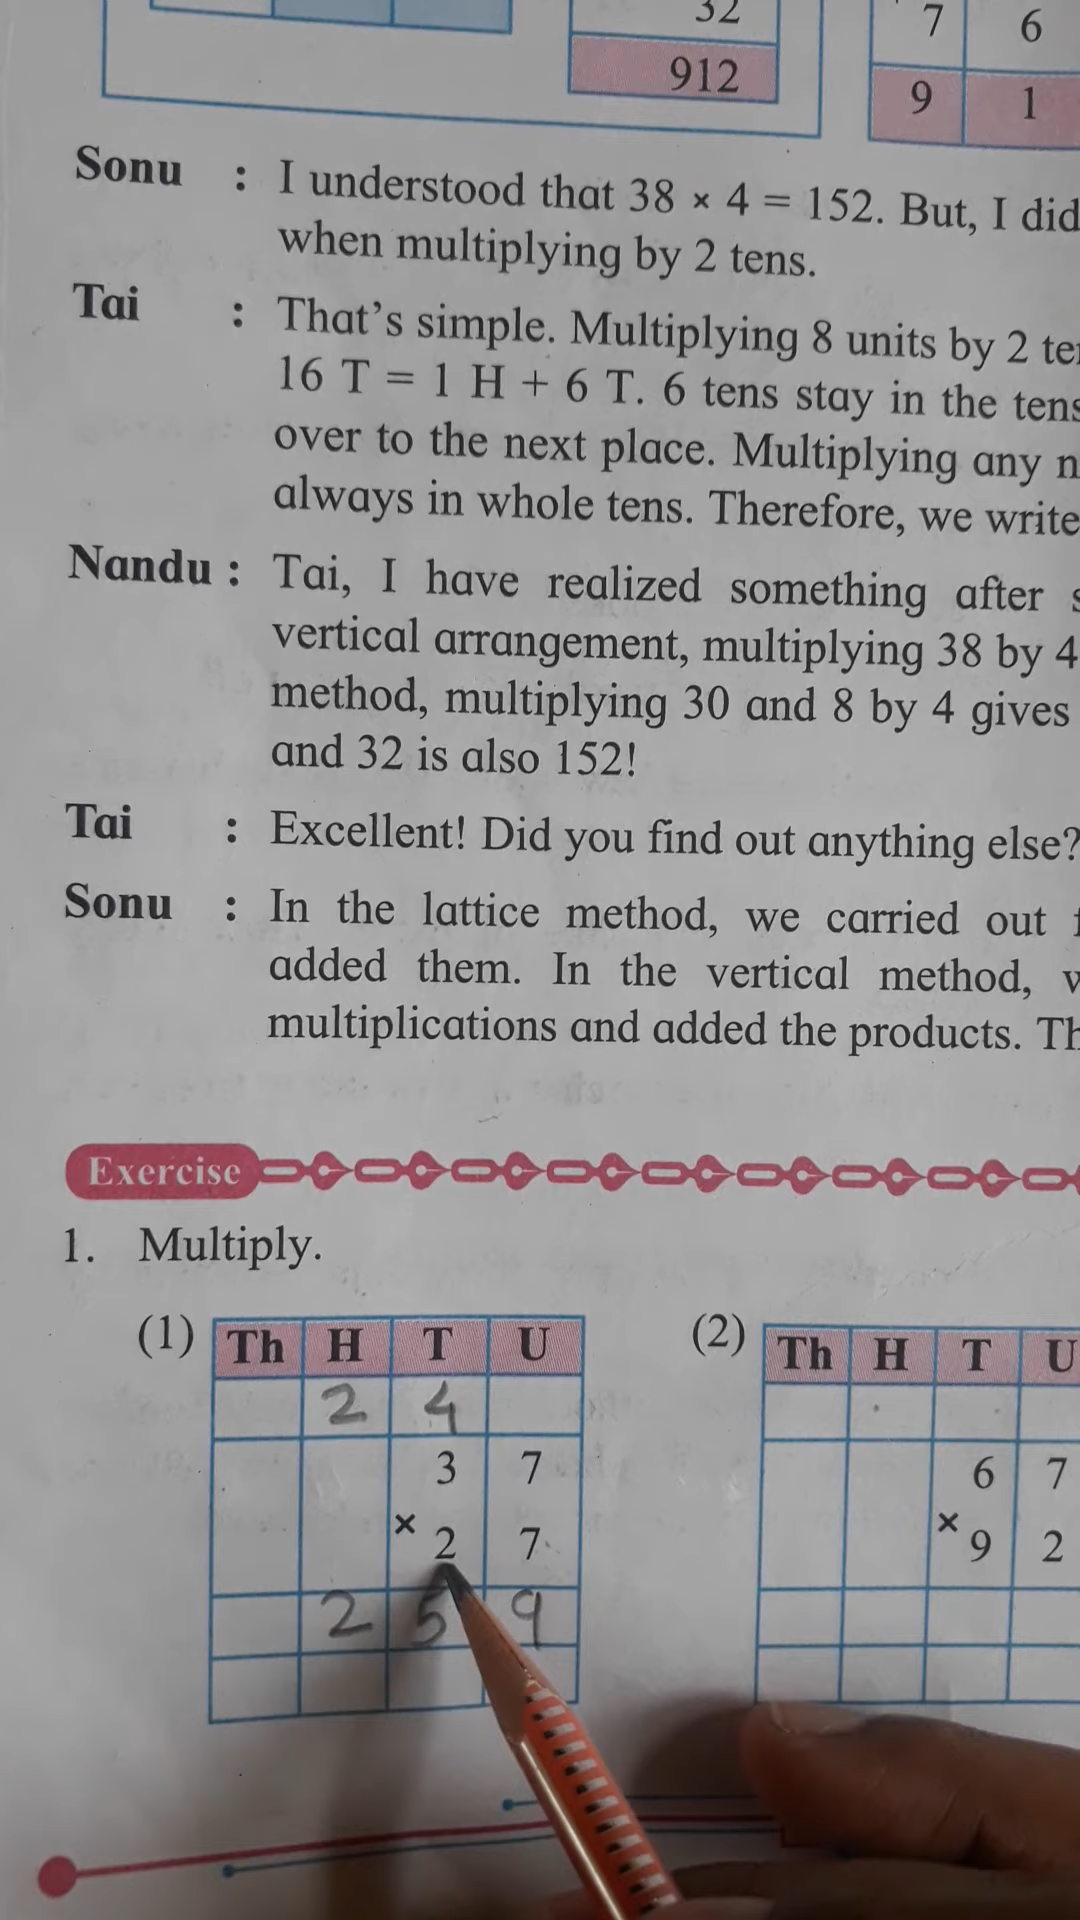 32
7 6
912
9 1
Sonu : I understood that 38 × 4 = 152. But, I did
when multiplying by 2 tens.
Tai : That's simple. Multiplying 8 units by 2
16 T = 1 H + 6 T. 6 tens stay in the tens
over to the next place. Multiplying any
always in whole tens. Therefore, we write
Nandu : Tai, I have realized something after
vertical arrangement, multiplying 38 by 4
method, multiplying 30 and 8 by 4 gives
and 32 is also 152!
Tai : Excellent! Did you find out anything else?
Sonu : In the lattice method, we carried out
added them. In the vertical method,
multiplications and added the products.
Exercise
1. Multiply.
(1) Th H T U
2 4
3 7
× 2 7
2 5 9
(2) Th H T U
6 7
× 9 2